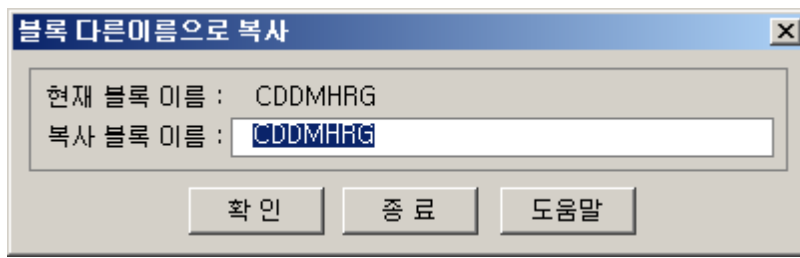 블록 다른이름으로 복사
현재 블록 이름 : CDDMHRG
복사 블록 이름 : CDDMHRG
확 인 종 료 도움말